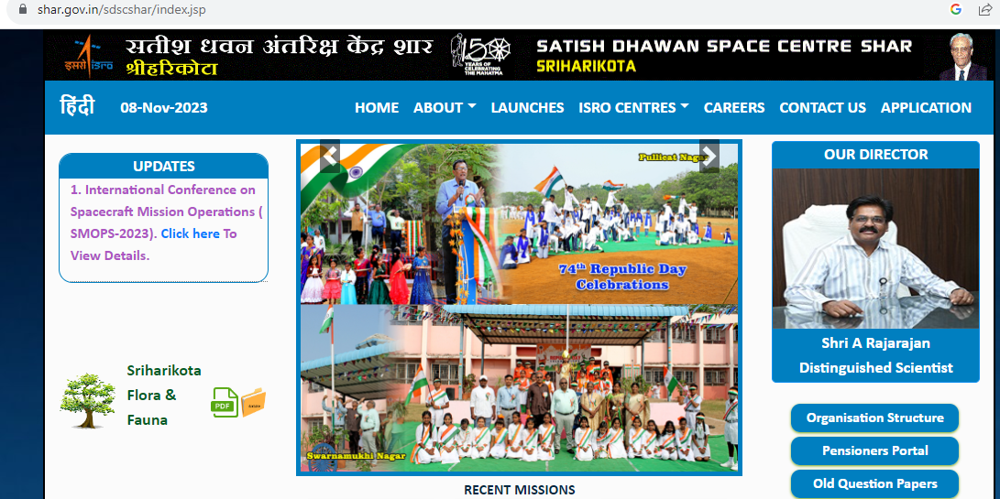 shar.gov.in/sdscshar/index.jsp
इसरो isro
सतीश धवन अंतरिक्ष केंद्र शार
श्रीहरिकोटा
150
YEARS OF
CELEBRATING
THE MAHATMA
SATISH DHAWAN SPACE CENTRE SHAR
SRIHARIKOTA
हिंदी 08-Nov-2023 HOME ABOUT LAUNCHES ISRO CENTRES CAREERS CONTACT US APPLICATION
UPDATES
1. International Conference on
Spacecraft Mission Operations (
SMOPS-2023). Click here To
View Details.
Sriharikota
Flora &
Fauna
PDF
Pullicat Nagar
74th Republic Day
Celebrations
Swarnamukhi Nagar
RECENT MISSIONS
OUR DIRECTOR
Shri A Rajarajan
Distinguished Scientist
Organisation Structure
Pensioners Portal
Old Question Papers